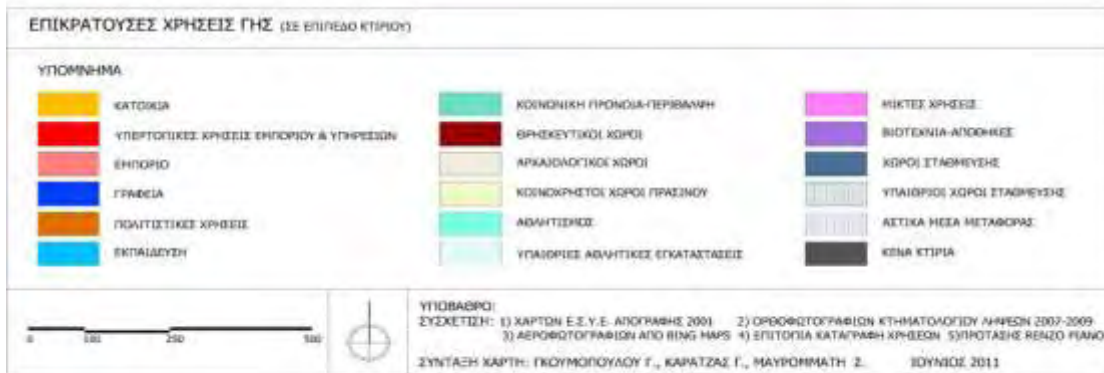 ΕΠΙΚΡΑΤΟΥΣΕΣ ΧΡΗΣΕΙΣ ΓΗΣ (ΣΕ ΕΠΙΠΕΔΟ ΚΤΙΡΙΟΥ)
ΥΠΟΜΝΗΜΑ
ΚΑΤΟΙΚΙΑ
ΥΠΕΡΤΟΠΙΚΕΣ ΧΡΗΣΕΙΣ ΕΜΠΟΡΙΟΥ & ΥΠΗΡΕΣΙΩΝ
ΕΜΠΟΡΙΟ
ΓΡΑΦΕΙΑ
ΠΟΛΙΤΙΣΤΙΚΕΣ ΧΡΗΣΕΙΣ
ΕΚΠΑΙΔΕΥΣΗ
ΚΟΙΝΩΝΙΚΗ ΠΡΟΝΟΙΑ-ΠΕΡΙΘΑΛΨΗ
ΘΡΗΣΚΕΥΤΙΚΟΙ ΧΩΡΟΙ
ΑΡΧΑΙΟΛΟΓΙΚΟΙ ΧΩΡΟΙ
ΚΟΙΝΟΧΡΗΣΤΟΙ ΧΩΡΟΙ ΠΡΑΣΙΝΟΥ
ΑΘΛΗΤΙΣΜΟΣ
ΥΠΑΙΘΡΙΕΣ ΑΘΛΗΤΙΚΕΣ ΕΓΚΑΤΑΣΤΑΣΕΙΣ
ΜΙΚΤΕΣ ΧΡΗΣΕΙΣ
ΒΙΟΤΕΧΝΙΑ-ΑΠΟΘΗΚΕΣ
ΧΩΡΟΙ ΣΤΑΘΜΕΥΣΗΣ
ΥΠΑΙΘΡΙΟΙ ΧΩΡΟΙ ΣΤΑΘΜΕΥΣΗΣ
ΑΣΤΙΚΑ ΜΕΣΑ ΜΕΤΑΦΟΡΑΣ
ΚΕΝΑ ΚΤΙΡΙΑ
0 100 250 500
ΥΠΟΒΑΘΡΟ:
ΣΥΣΧΕΤΙΣΗ: 1) ΧΑΡΤΩΝ Ε.Σ.Υ.Ε. ΑΠΟΓΡΑΦΗΣ 2001 2) ΟΡΘΟΦΩΤΟΓΡΑΦΙΩΝ ΚΤΗΜΑΤΟΛΟΓΙΟΥ ΛΗΨΕΩΝ 2007-2009
3) ΑΕΡΟΦΩΤΟΓΡΑΦΙΩΝ ΑΠΟ BING MAPS 4) ΕΠΙΤΟΠΙΑ ΚΑΤΑΓΡΑΦΗ ΧΡΗΣΕΩΝ 5)ΠΡΟΤΑΣΗΣ RENZO PIANO
ΣΥΝΤΑΞΗ ΧΑΡΤΗ: ΓΚΟΥΜΟΠΟΥΛΟΥ Γ., ΚΑΡΑΤΖΑΣ Γ., ΜΑΥΡΟΜΜΑΤΗ Σ. ΙΟΥΝΙΟΣ 2011